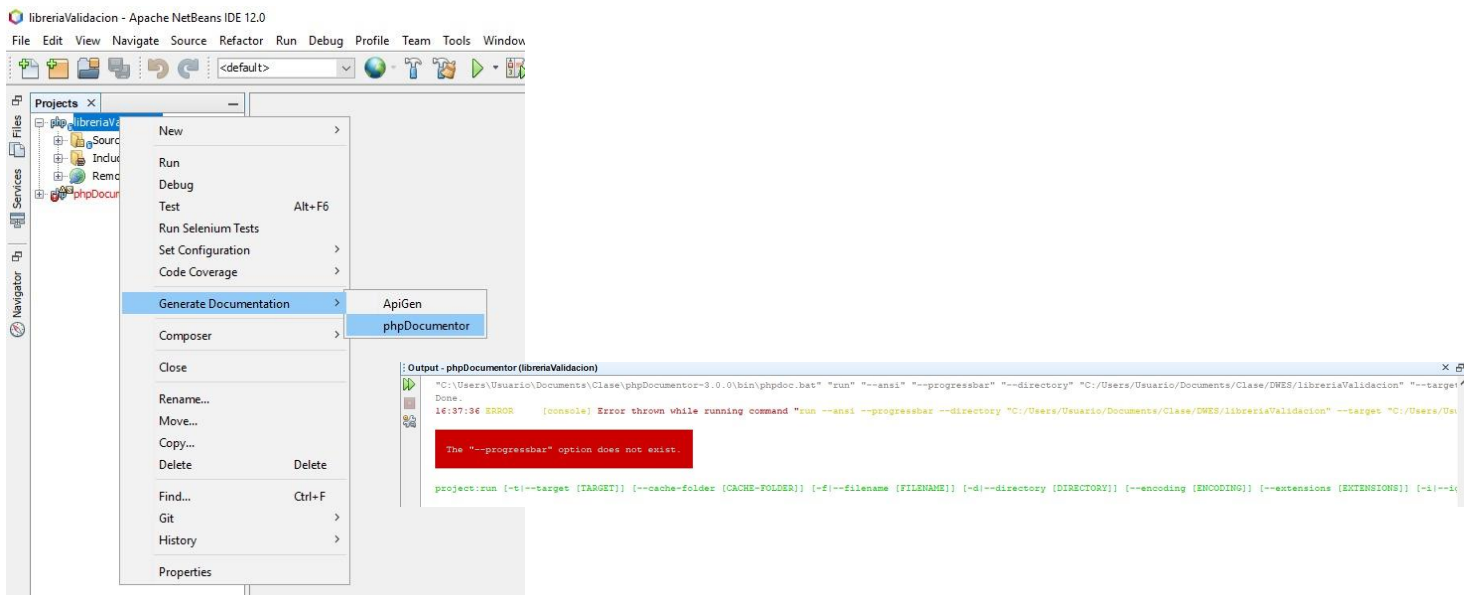 libreriaValidacion - Apache NetBeans IDE 12.0
File Edit View Navigate Source Refactor Run Debug Profile Team Tools Window
<default>
Projects
Files
Services
Navigator
php libreriaVa
Sourc
Includ
Remo
phpDocum
New
Run
Debug
Test Alt+F6
Run Selenium Tests
Set Configuration
Code Coverage
Generate Documentation
ApiGen
phpDocumentor
Composer
Close
Rename...
Move...
Copy...
Delete Delete
Find... Ctrl+F
Git
History
Properties
Output - phpDocumentor (libreriaValidacion)
"C:\Users\Usuario\Documents\Clase\phpDocumentor-3.0.0\bin\phpdoc.bat" "run" "--ansi" "--progressbar" "--directory" "C:/Users/Usuario/Documents/Clase/DWES/libreriaValidacion" "--target
Done.
16:37:36 ERROR [console] Error thrown while running command "run --ansi --progressbar --directory "C:/Users/Usuario/Documents/Clase/DWES/libreriaValidacion" --target "C:/Users/Usu
The "--progressbar" option does not exist.
project:run [-t|--target [TARGET]] [--cache-folder [CACHE-FOLDER]] [-f|--filename [FILENAME]] [-d|--directory [DIRECTORY]] [--encoding [ENCODING]] [--extensions [EXTENSIONS]] [-i|--ig